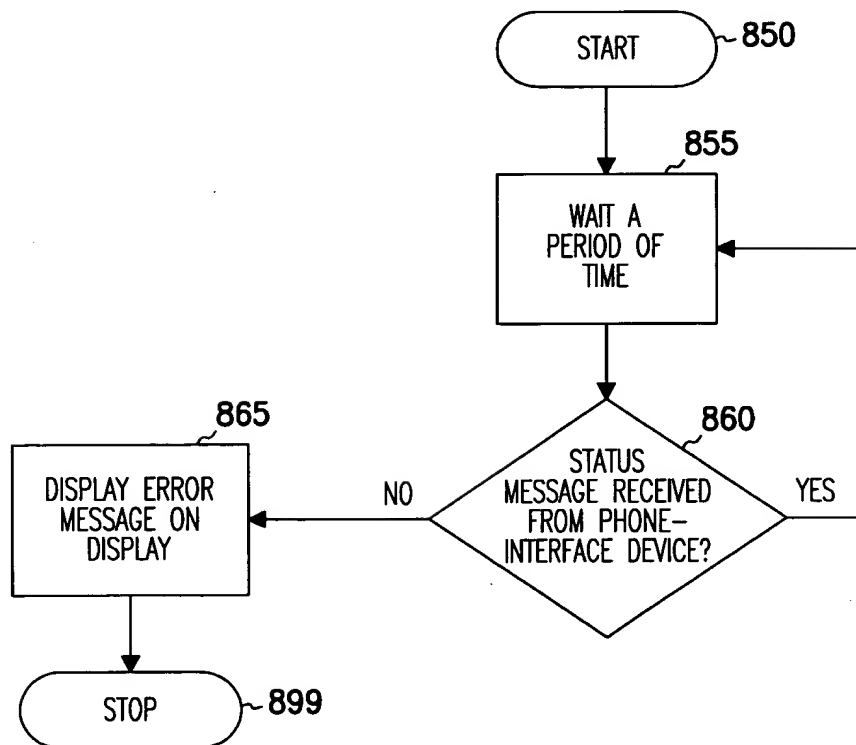 START
850
855
WAIT A
PERIOD OF
TIME
860
STATUS
MESSAGE RECEIVED
FROM PHONE-
INTERFACE DEVICE?
YES
NO
865
DISPLAY ERROR
MESSAGE ON
DISPLAY
STOP
899